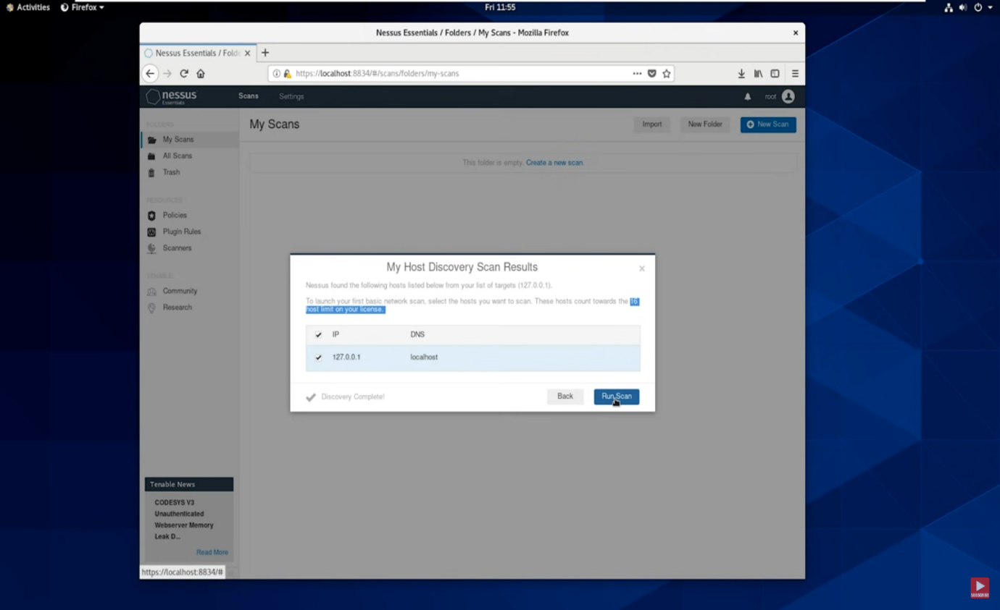 Activities Firefox Fri 11:55
Nessus Essentials / Folders / My Scans - Mozilla Firefox
Nessus Essentials / Folde
https://localhost:8834/#/scans/folders/my-scans
nessus Scans Settings root
Essentials
FOLDERS
My Scans Import New Folder New Scan
My Scans
All Scans
Trash
This folder is empty. Create a new scan.
RESOURCES
Policies
Plugin Rules
Scanners
TENABLE
Community
Research
My Host Discovery Scan Results
Nessus found the following hosts listed below from your list of targets (127.0.0.1).
To launch your first basic network scan, select the hosts you want to scan. These hosts count towards the 16
host limit on your license.
IP DNS
127.0.0.1 localhost
Discovery Complete! Back Run Scan
Tenable News
CODESYS V3
Unauthenticated
Webserver Memory
Leak D...
Read More
https://localhost:8834/#
SUBSCRIBE